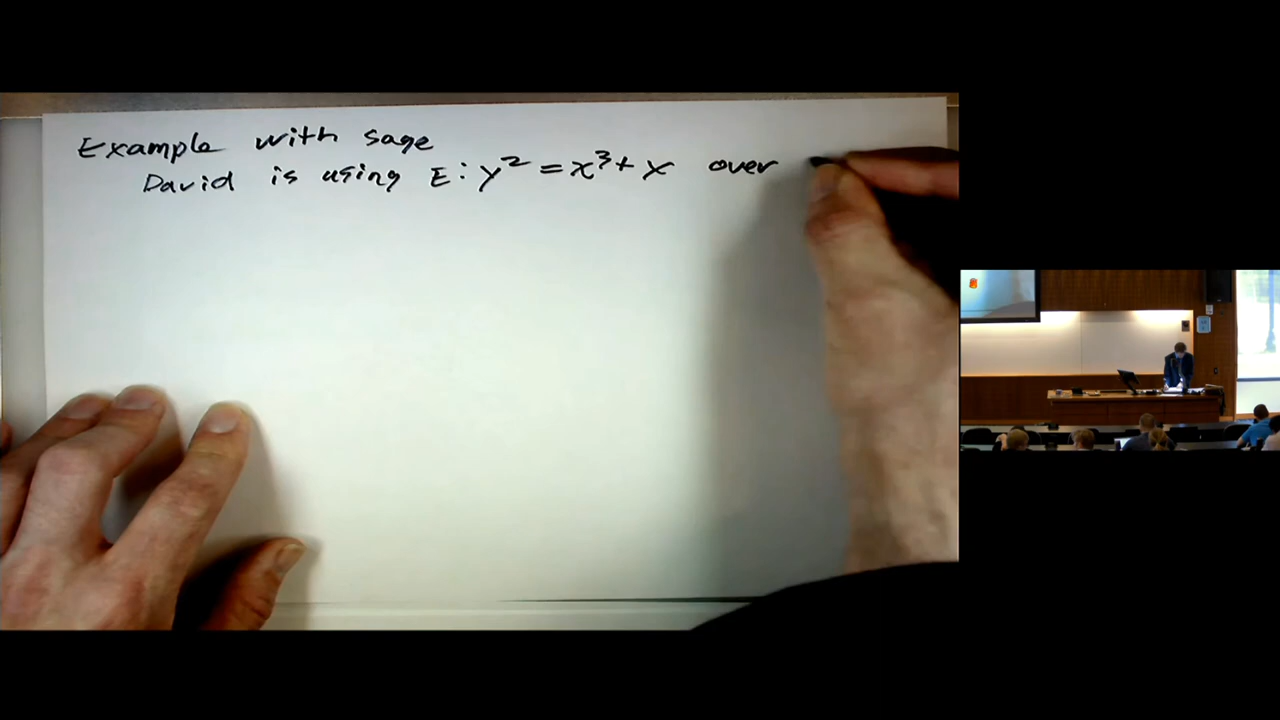 Example with sage
David is using E: y² = x³ + x over